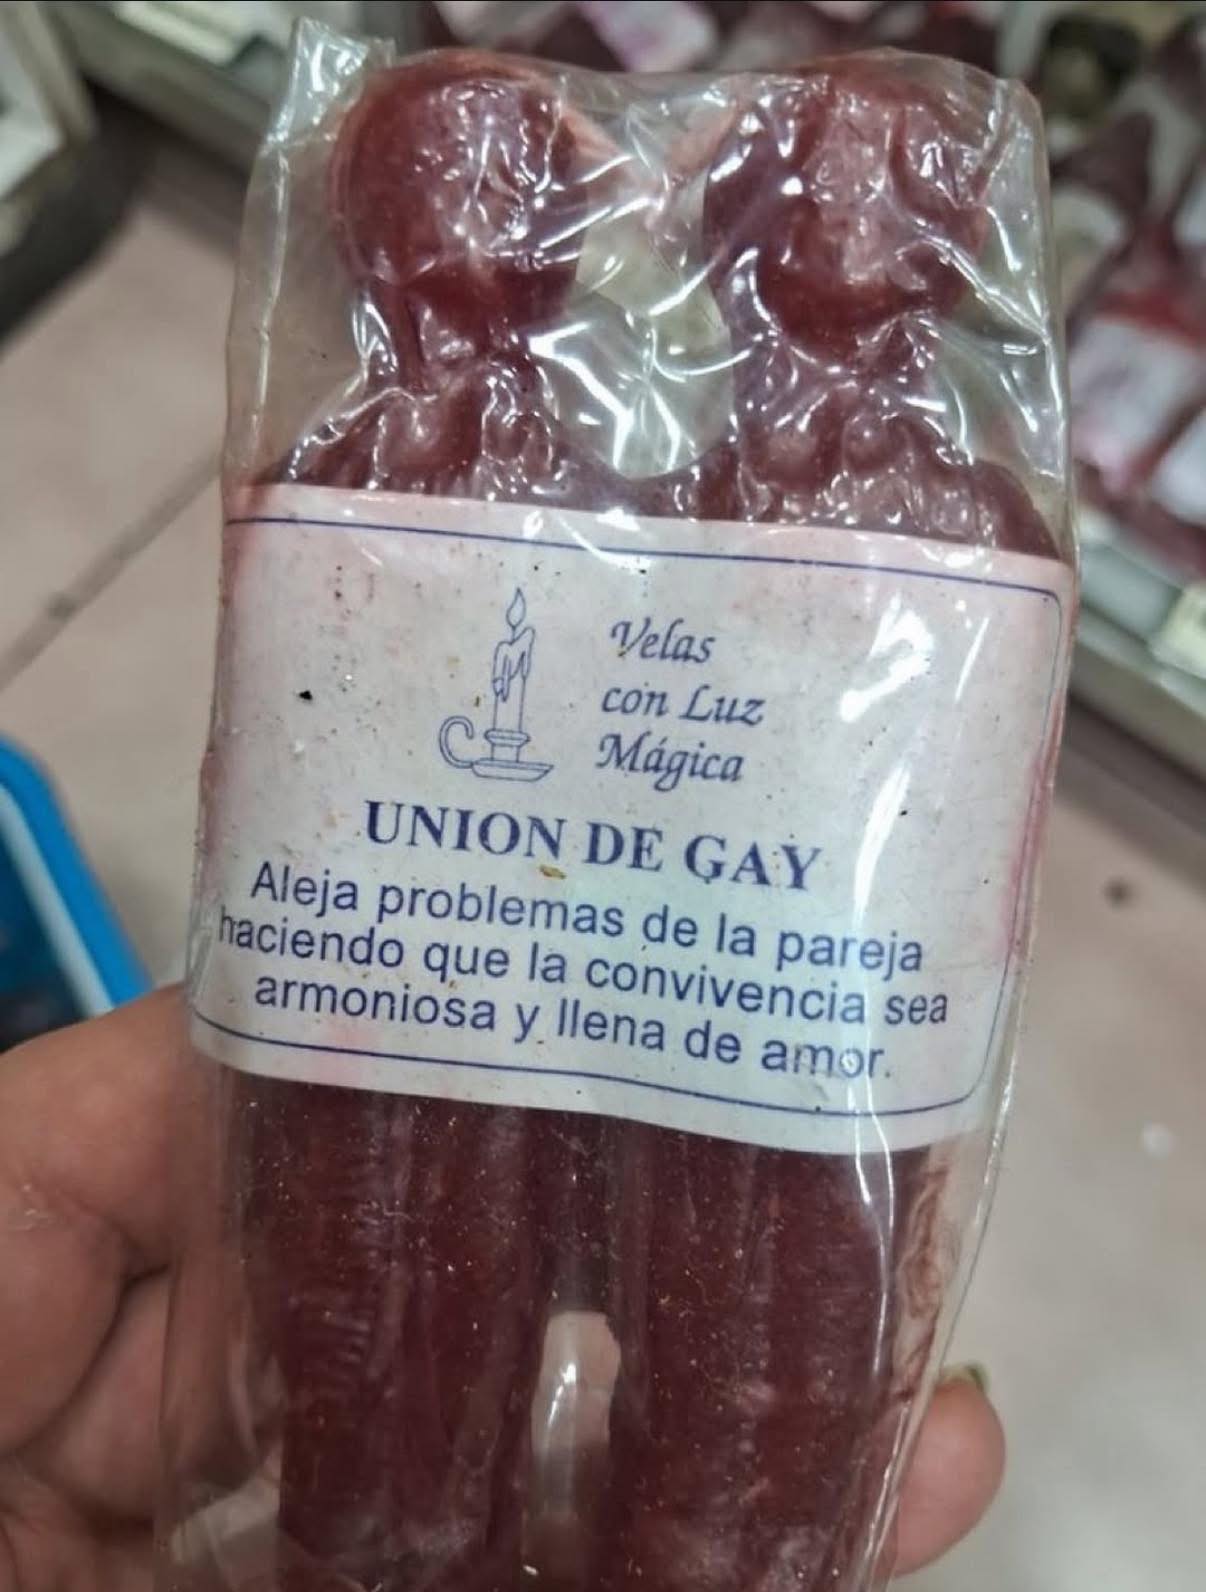 Velas
con Luz
Mágica
UNION DE GAY
Aleja problemas de la pareja
haciendo que la convivencia sea
armoniosa y llena de amor.